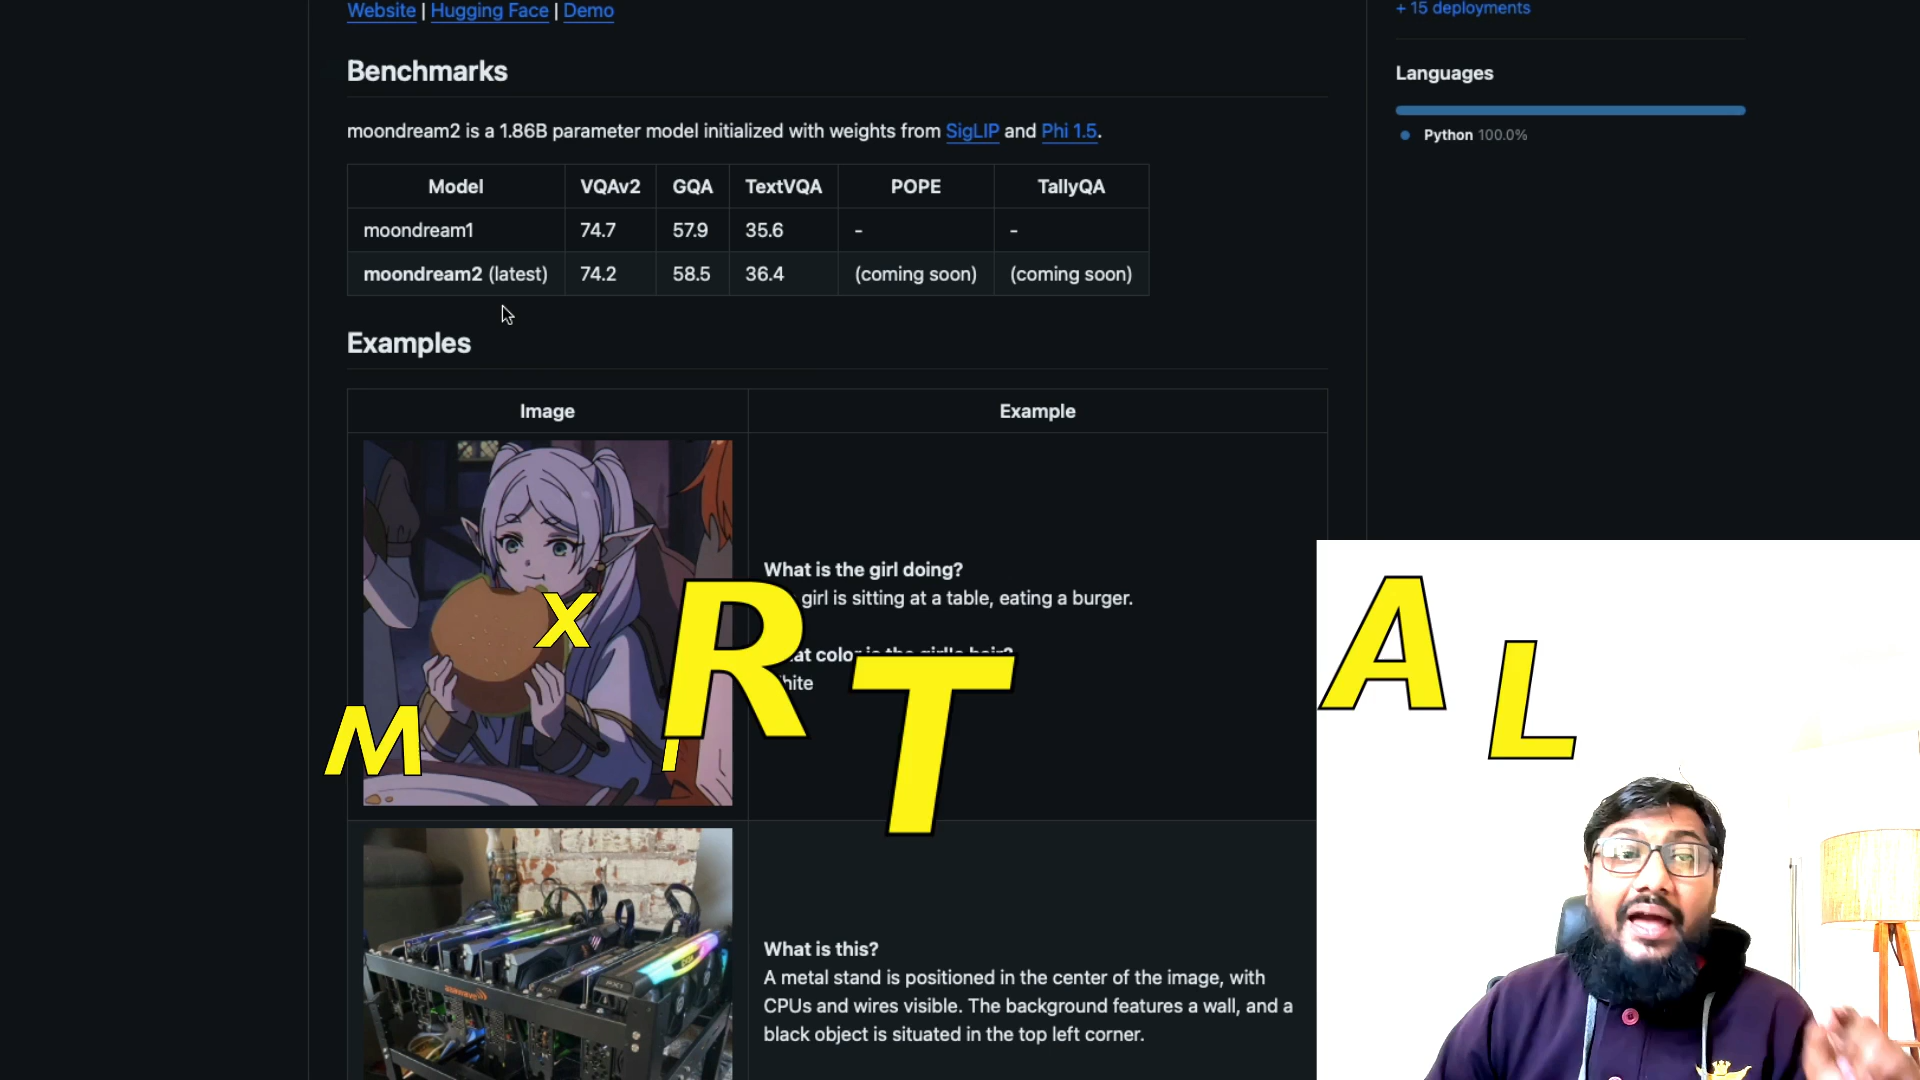 Website | Hugging Face | Demo
+ 15 deployments
Benchmarks
Languages
moondream2 is a 1.86B parameter model initialized with weights from SigLIP and Phi 1.5.
Python 100.0%
Model VQAv2 GQA TextVQA POPE TallyQA
moondream1 74.7 57.9 35.6 - -
moondream2 (latest) 74.2 58.5 36.4 (coming soon) (coming soon)
Examples
Image Example
What is the girl doing?
girl is sitting at a table, eating a burger.
color is the girl's hair?
M X I R T A L
What is this?
A metal stand is positioned in the center of the image, with
CPUs and wires visible. The background features a wall, and a
black object is situated in the top left corner.